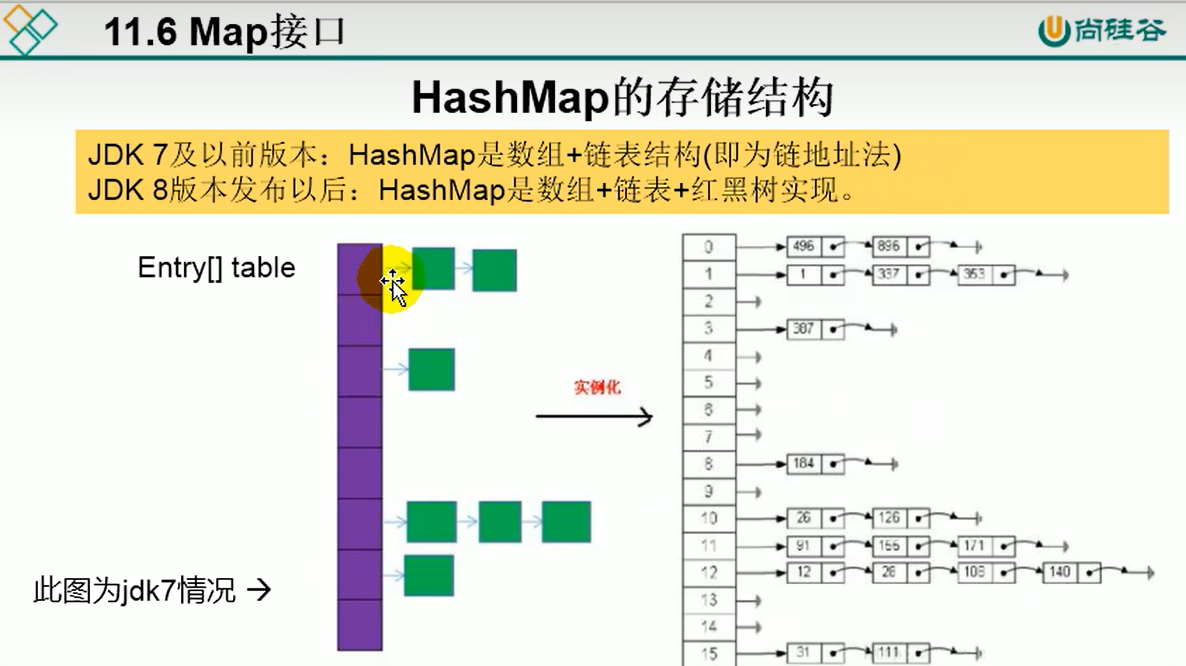 11.6 Map接口
尚硅谷
HashMap的存储结构
JDK 7及以前版本：HashMap是数组+链表结构(即为链地址法)
JDK 8版本发布以后：HashMap是数组+链表+红黑树实现。
Entry[] table
实例化
此图为jdk7情况 →
0 496 896
1 1 337 353
2
3 387
4
5
6
7
8 184
9
10 26 126
11 91 155 171
12 12 28 108 140
13
14
15 31 111